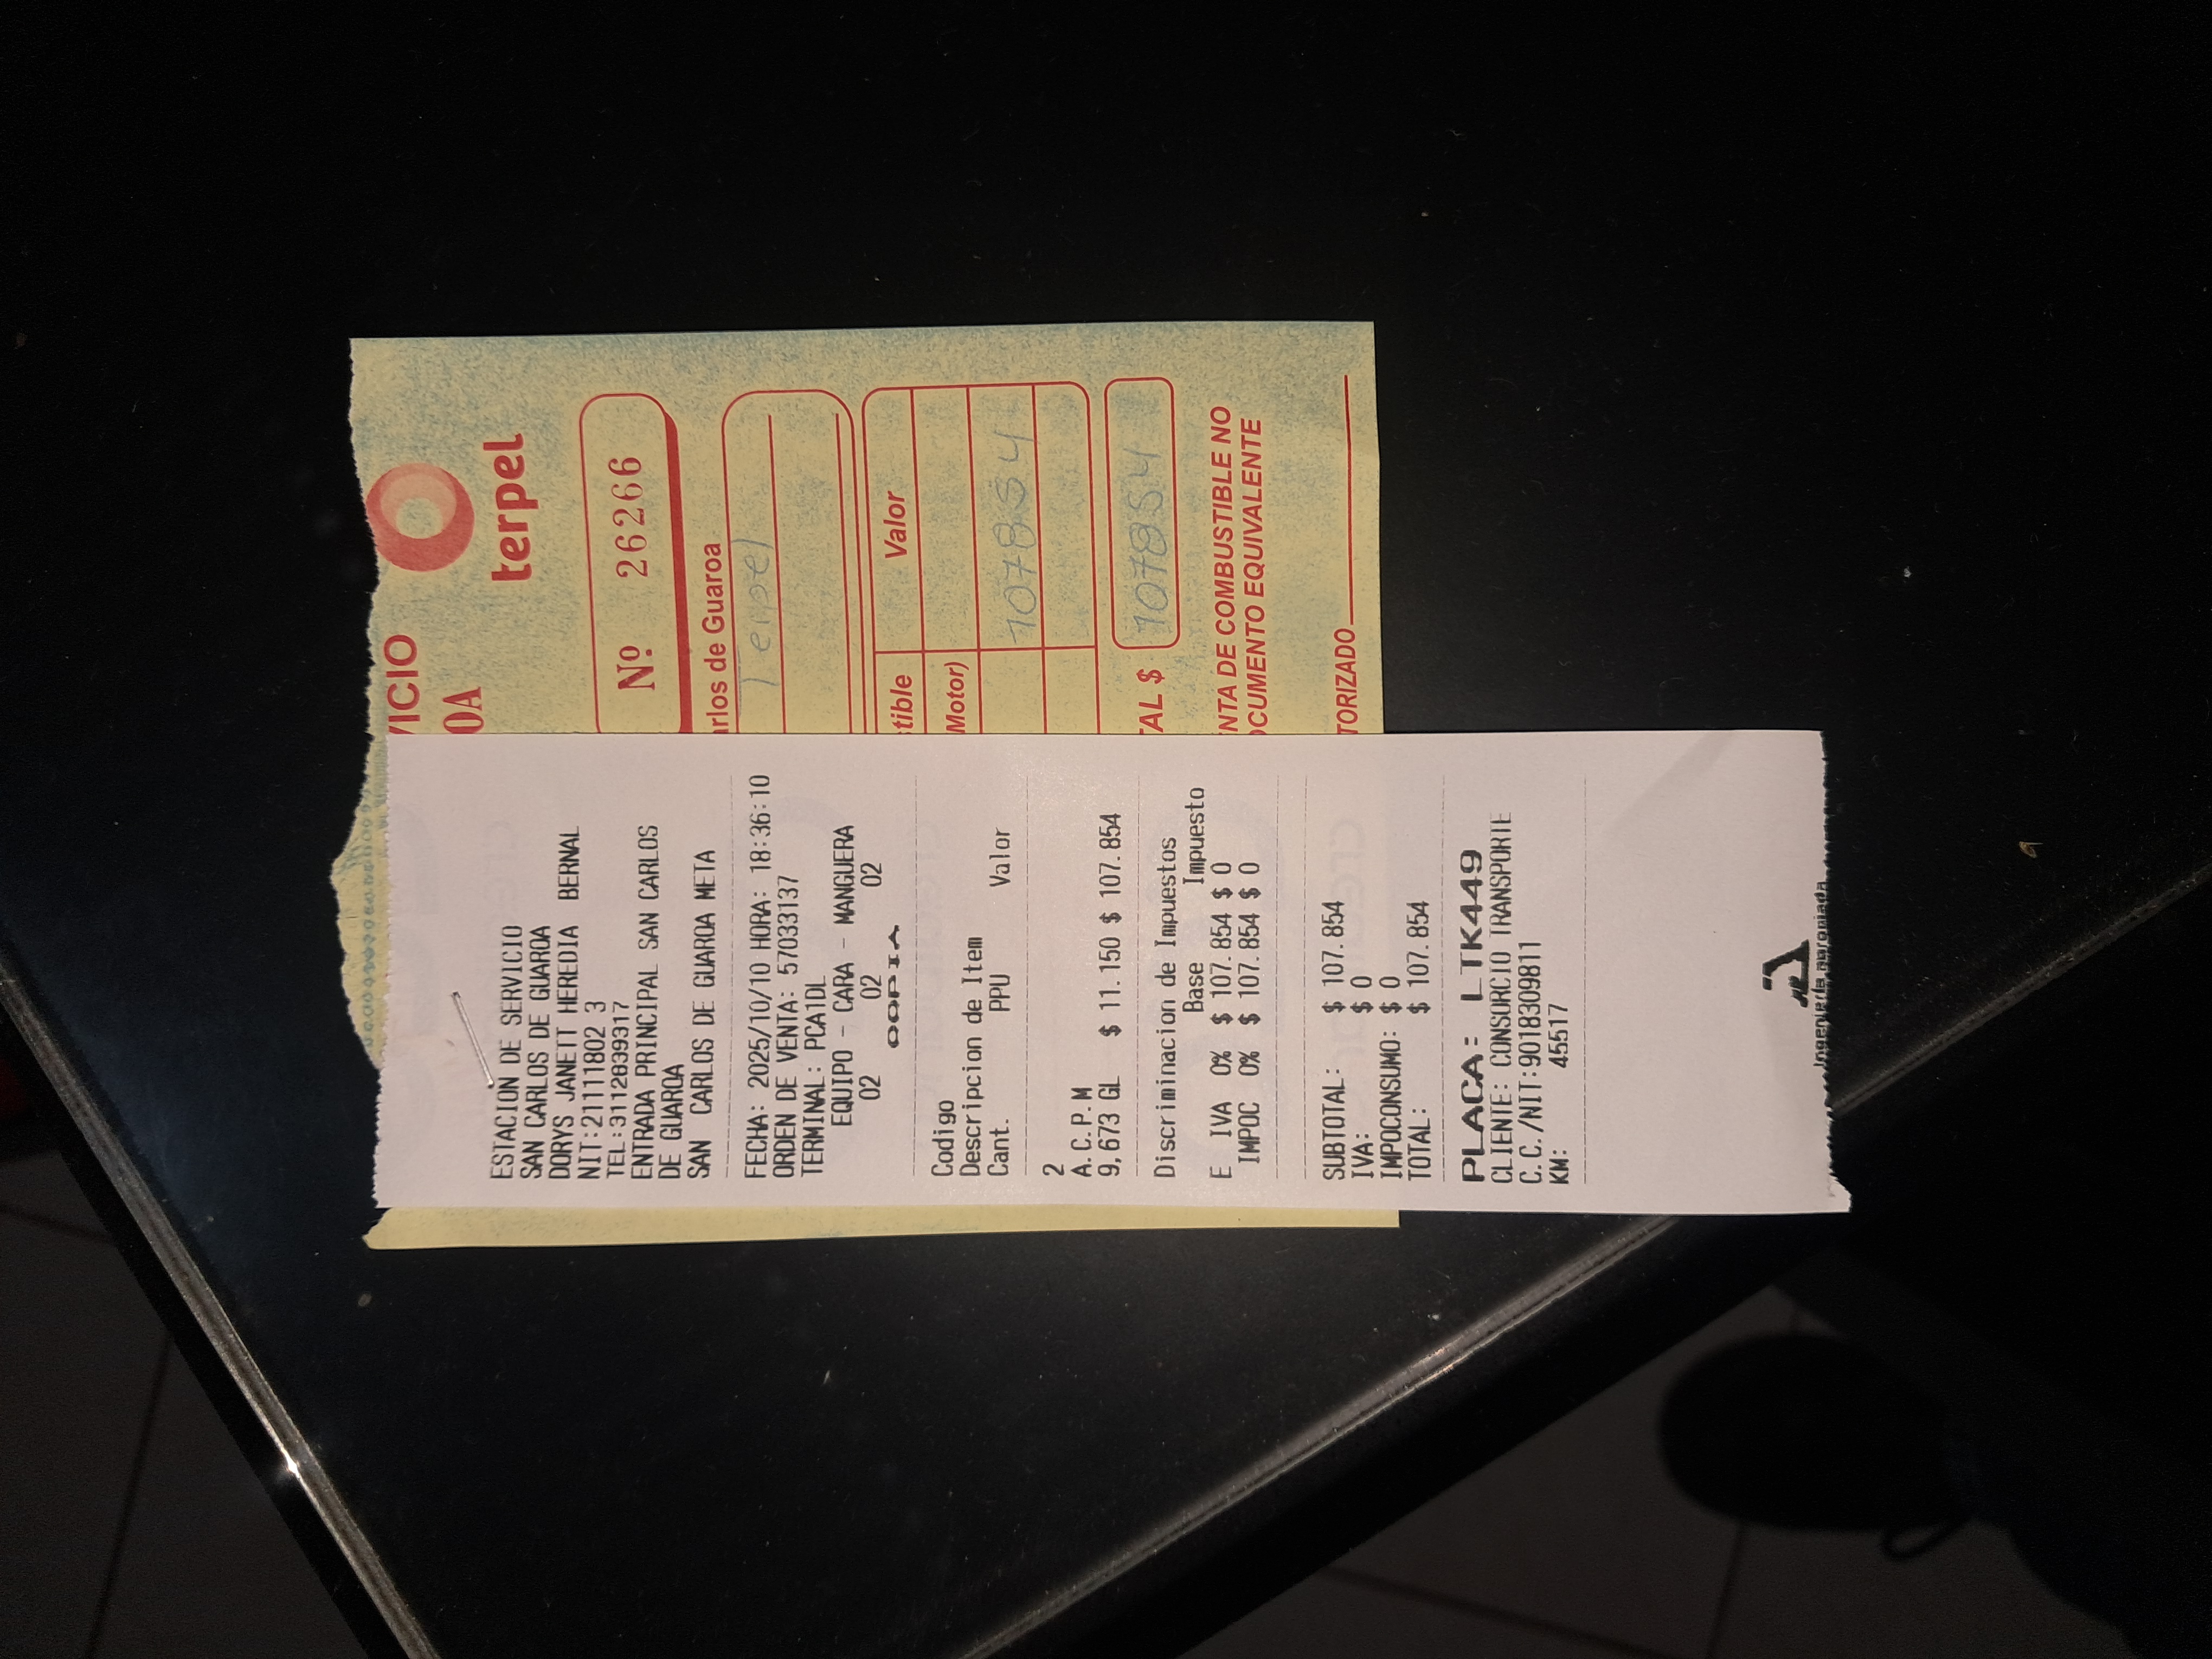 VICIO
OA
terpel
Nº 26266
arlos de Guaroa
Terpel
tible Valor
Motor)
107854
TAL $ 107854
NTA DE COMBUSTIBLE NO
OCUMENTO EQUIVALENTE
TORIZADO
ESTACION DE SERVICIO
SAN CARLOS DE GUAROA
DORYS JANETT HEREDIA BERNAL
NIT:21111802 3
TEL:3112839317
ENTRADA PRINCIPAL SAN CARLOS
DE GUAROA
SAN CARLOS DE GUAROA META
FECHA: 2025/10/10 HORA: 18:36:10
ORDEN DE VENTA: 57033137
TERMINAL: PCA1DL
EQUIPO - CARA - MANGUERA
02 02 02
COPIA
Codigo
Descripcion de Item
Cant. PPU Valor
2
A.C.P.M
9,673 GL $ 11.150 $ 107.854
Discriminacion de Impuestos
Base Impuesto
E IVA 0% $ 107.854 $ 0
IMPOC 0% $ 107.854 $ 0
SUBTOTAL: $ 107.854
IVA: $ 0
IMPOCONSUMO: $ 0
TOTAL: $ 107.854
PLACA: LTK449
CLIENTE: CONSORCIO TRANSPORTE
C.C./NIT:9018309811
KM: 45517